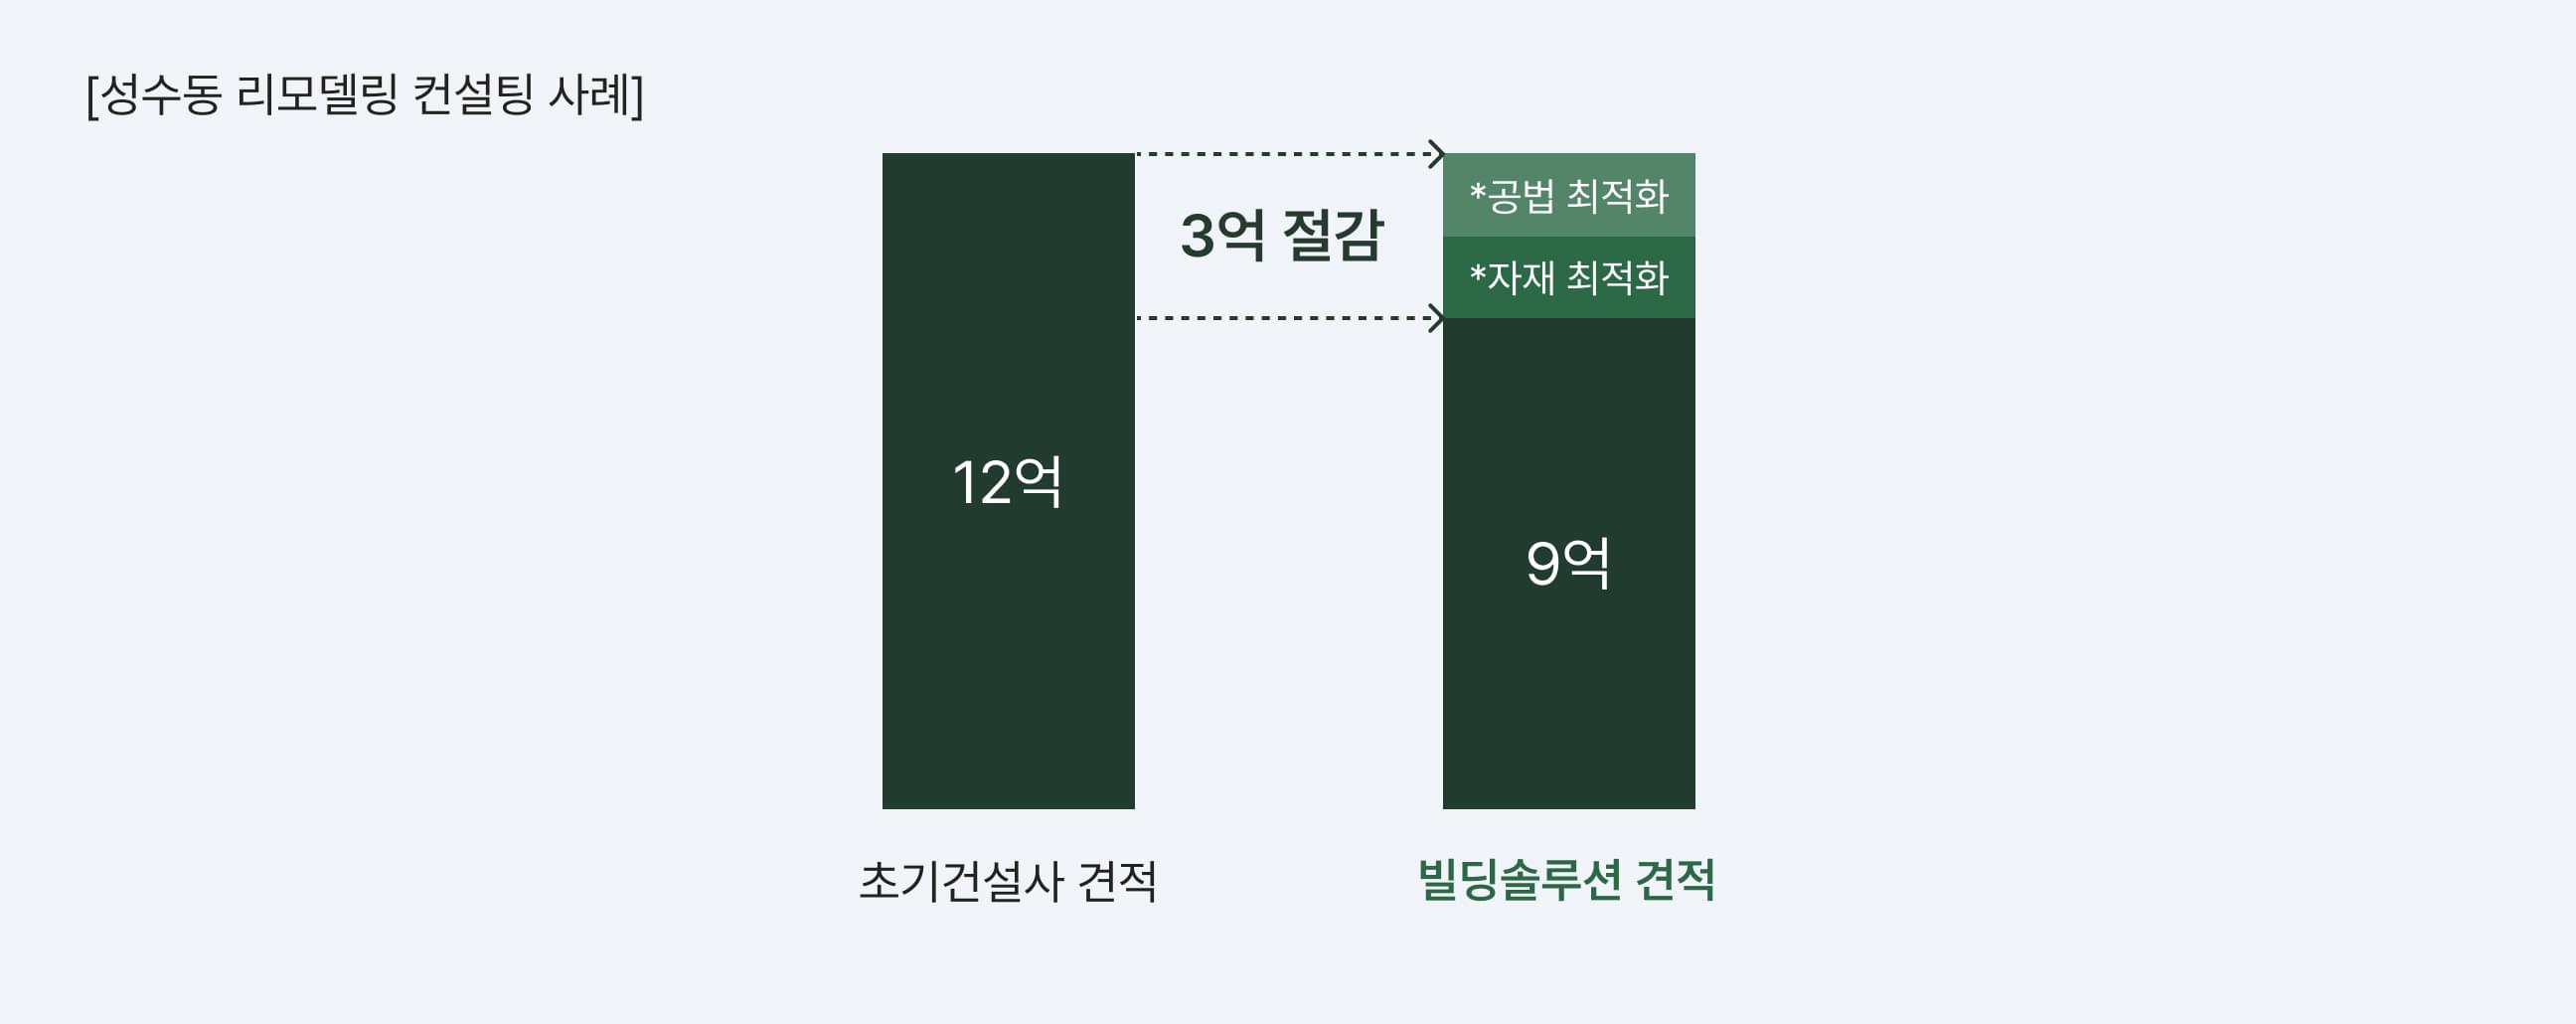 [성수동 리모델링 컨설팅 사례]
*공법 최적화
3억 절감
*자재 최적화
12억
9억
초기건설사 견적
빌딩솔루션 견적